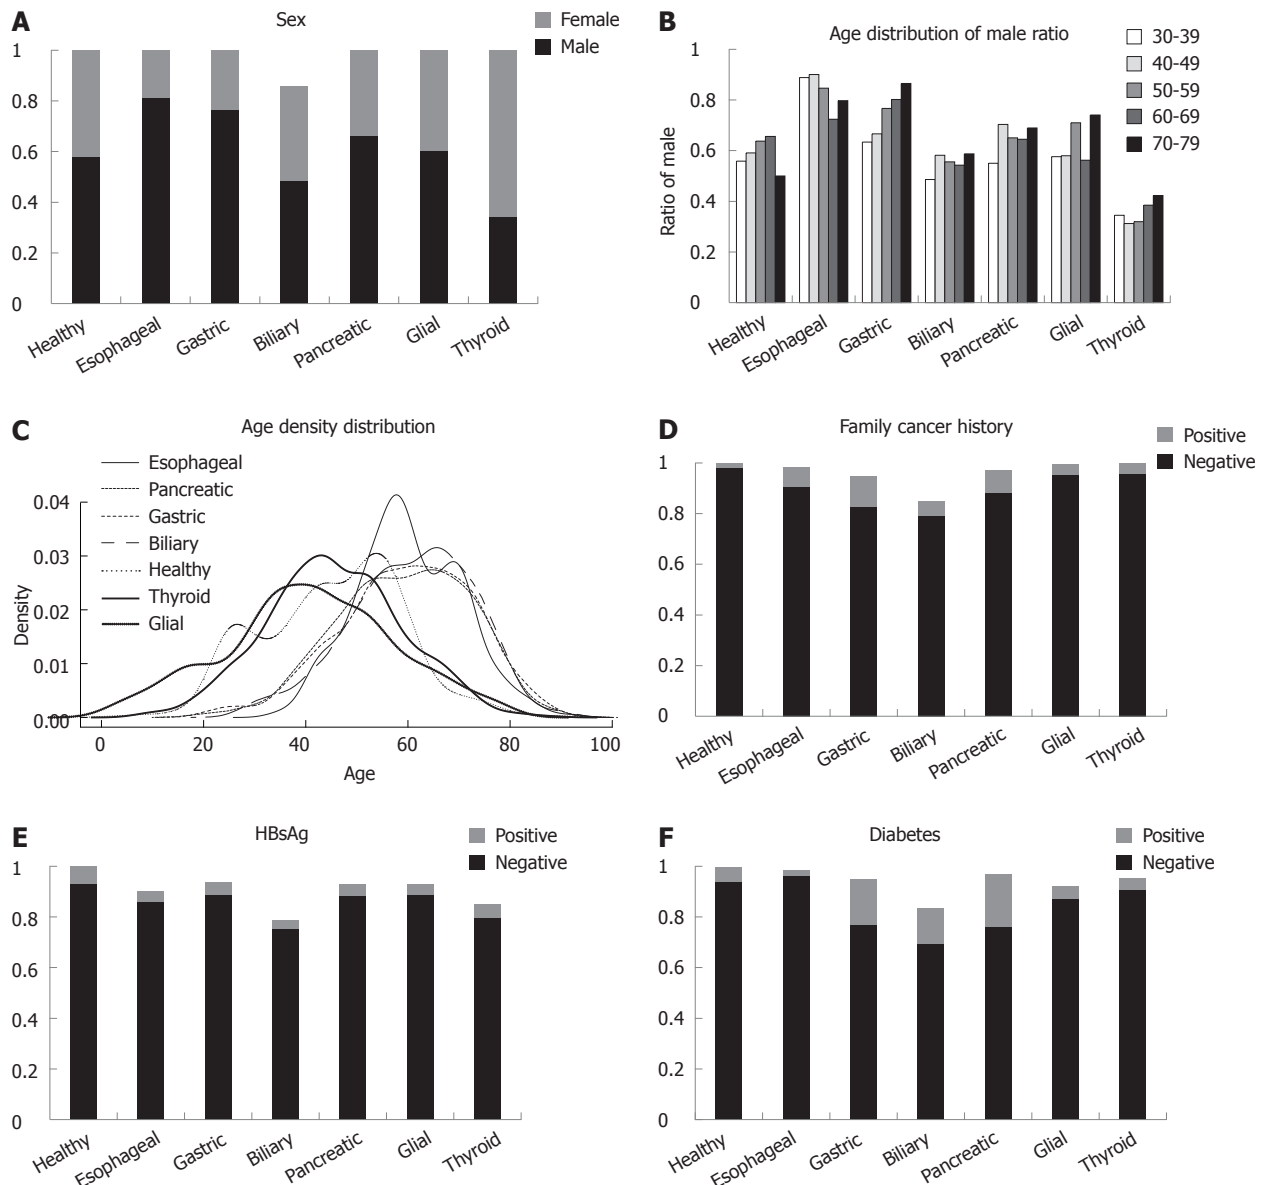 A
Sex
Female
Male
1
0.8
0.6
0.4
0.2
0
Healthy
Esophageal
Gastric
Biliary
Pancreatic
Glial
Thyroid
B
Age distribution of male ratio
30-39
40-49
50-59
60-69
70-79
Ratio of male
1
0.8
0.6
0.4
0.2
0
Healthy
Esophageal
Gastric
Biliary
Pancreatic
Glial
Thyroid
C
Age density distribution
Esophageal
Pancreatic
Gastric
Biliary
Healthy
Thyroid
Glial
Density
0.04
0.03
0.02
0.01
0.00
0 20 40 60 80 100
Age
D
Family cancer history
Positive
Negative
1
0.8
0.6
0.4
0.2
0
Healthy
Esophageal
Gastric
Biliary
Pancreatic
Glial
Thyroid
E
HBsAg
Positive
Negative
1
0.8
0.6
0.4
0.2
0
Healthy
Esophageal
Gastric
Biliary
Pancreatic
Glial
Thyroid
F
Diabetes
Positive
Negative
1
0.8
0.6
0.4
0.2
0
Healthy
Esophageal
Gastric
Biliary
Pancreatic
Glial
Thyroid